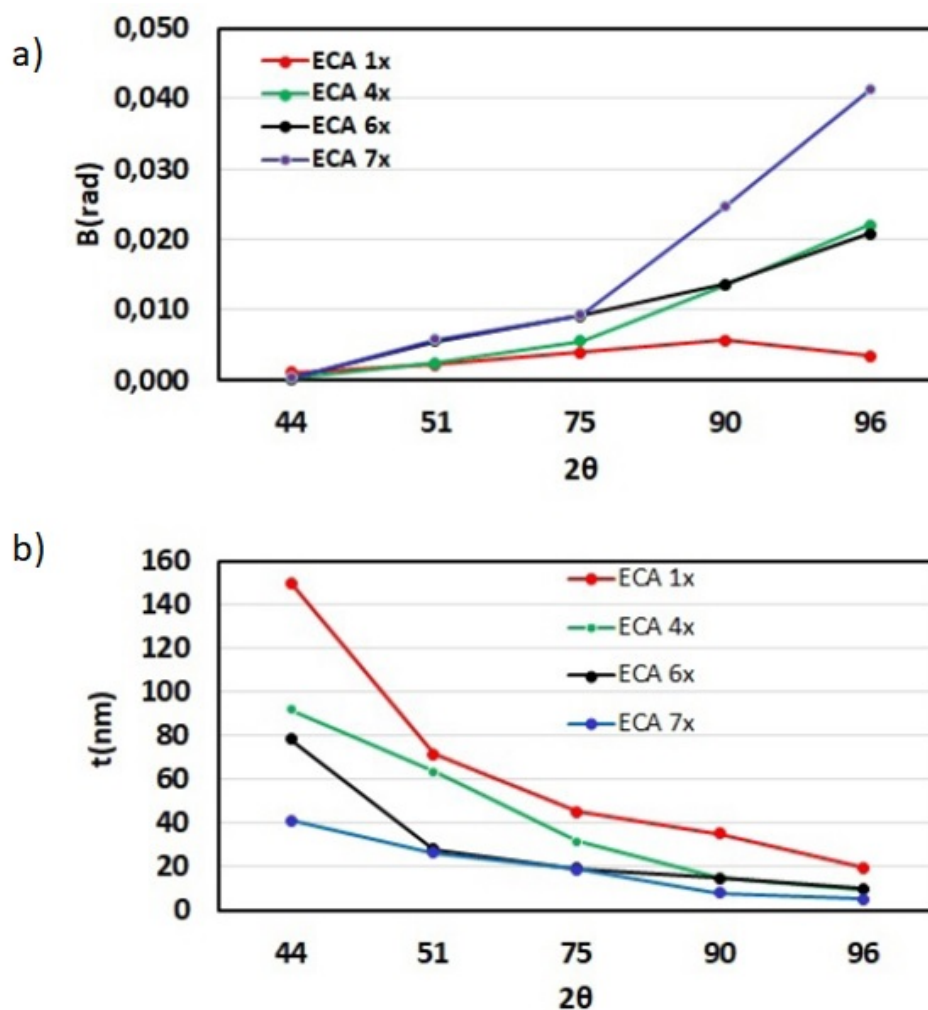 a)
0,050
0,040
0,030
0,020
0,010
0,000
B(rad)
ECA 1x
ECA 4x
ECA 6x
ECA 7x
44 51 75 90 96
2θ
b)
160
140
120
100
80
60
40
20
0
t(nm)
ECA 1x
ECA 4x
ECA 6x
ECA 7x
44 51 75 90 96
2θ